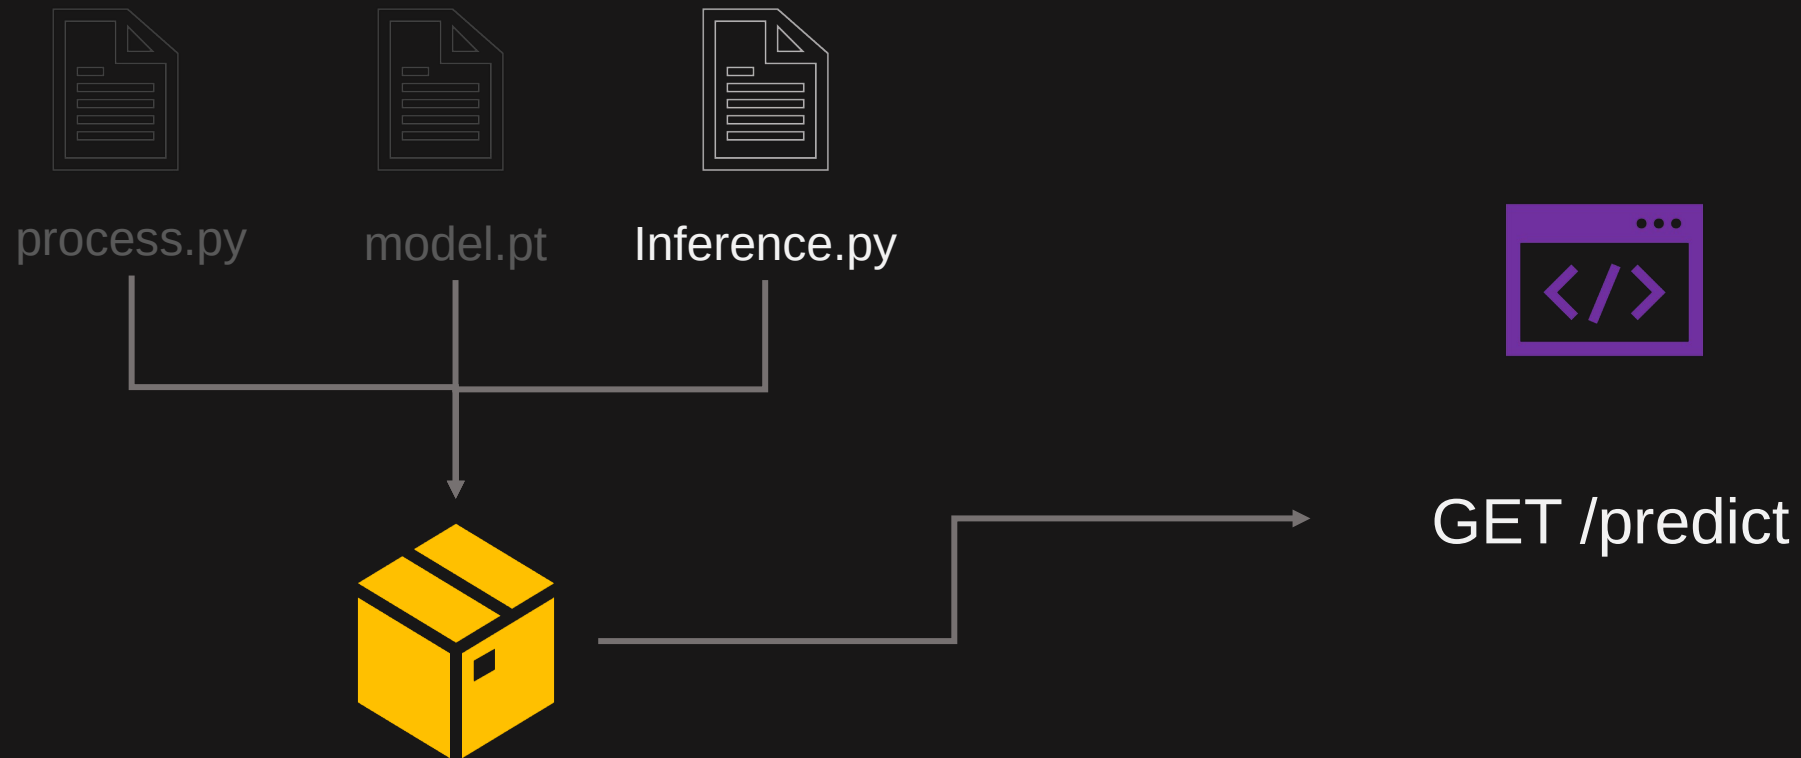 process.py
model.pt
Inference.py
</>
GET /predict